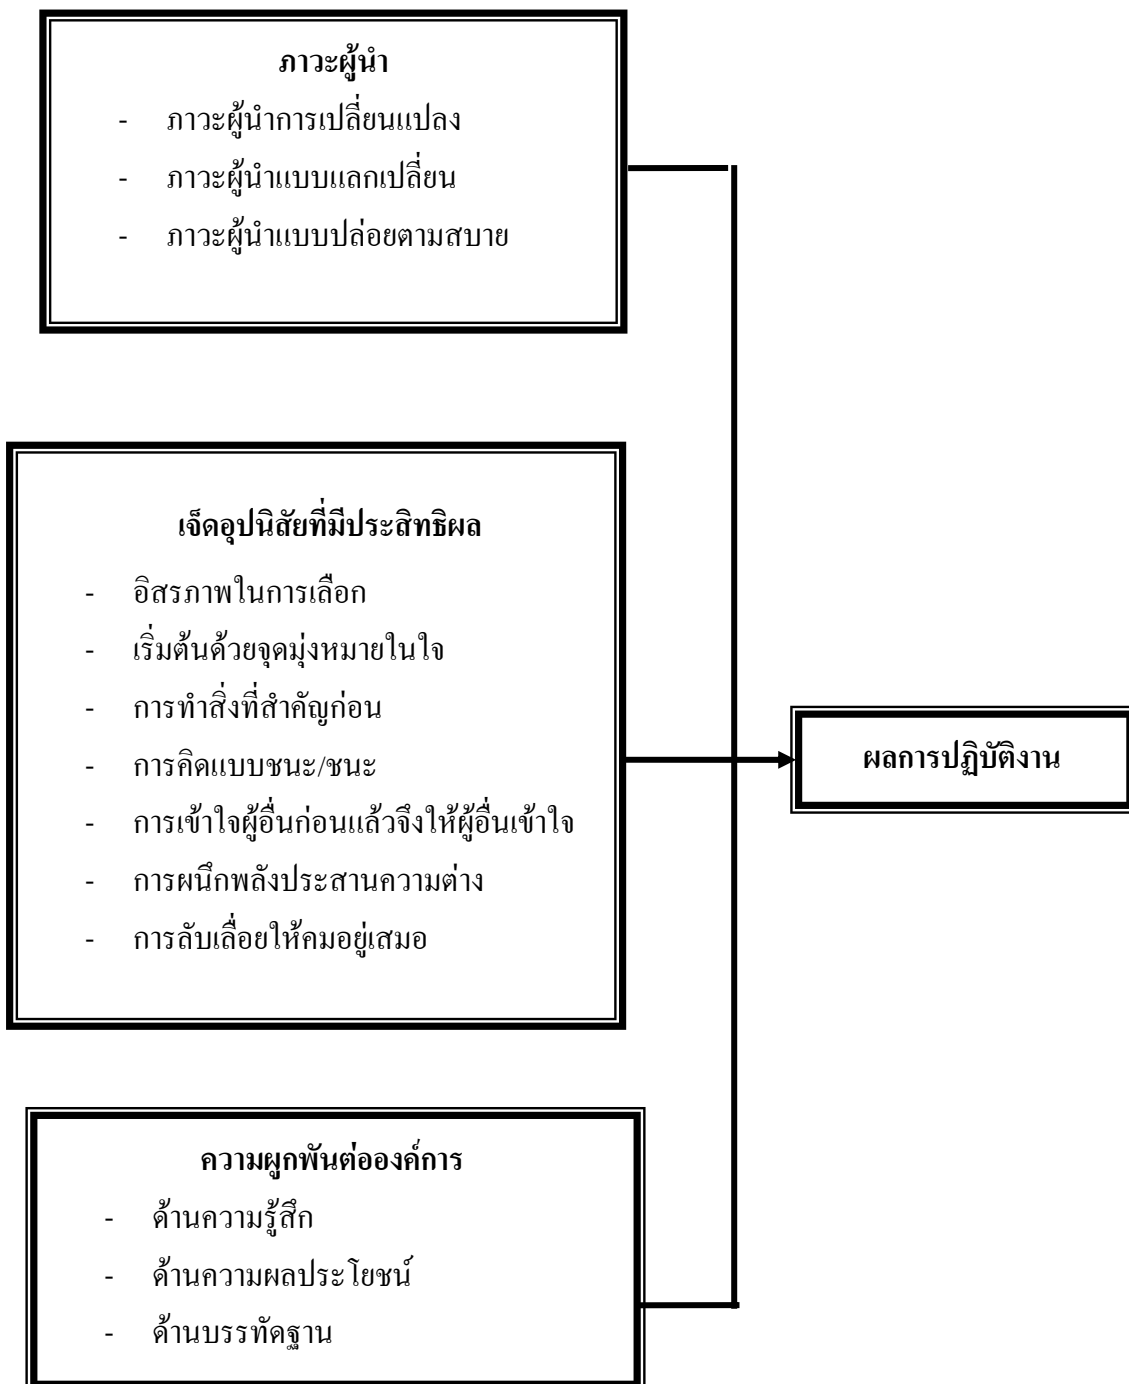 ภาวะผู้นำ
- ภาวะผู้นำการเปลี่ยนแปลง
- ภาวะผู้นำแบบแลกเปลี่ยน
- ภาวะผู้นำแบบปล่อยตามสบาย
เจ็ดอุปนิสัยที่มีประสิทธิผล
- อิสรภาพในการเลือก
- เริ่มต้นด้วยจุดมุ่งหมายในใจ
- การทำสิ่งที่สำคัญก่อน
- การคิดแบบชนะ/ชนะ
- การเข้าใจผู้อื่นก่อนแล้วจึงให้ผู้อื่นเข้าใจ
- การผนึกพลังประสานความต่าง
- การลับเลื่อยให้คมอยู่เสมอ
ผลการปฏิบัติงาน
ความผูกพันต่อองค์การ
- ด้านความรู้สึก
- ด้านความผลประโยชน์
- ด้านบรรทัดฐาน